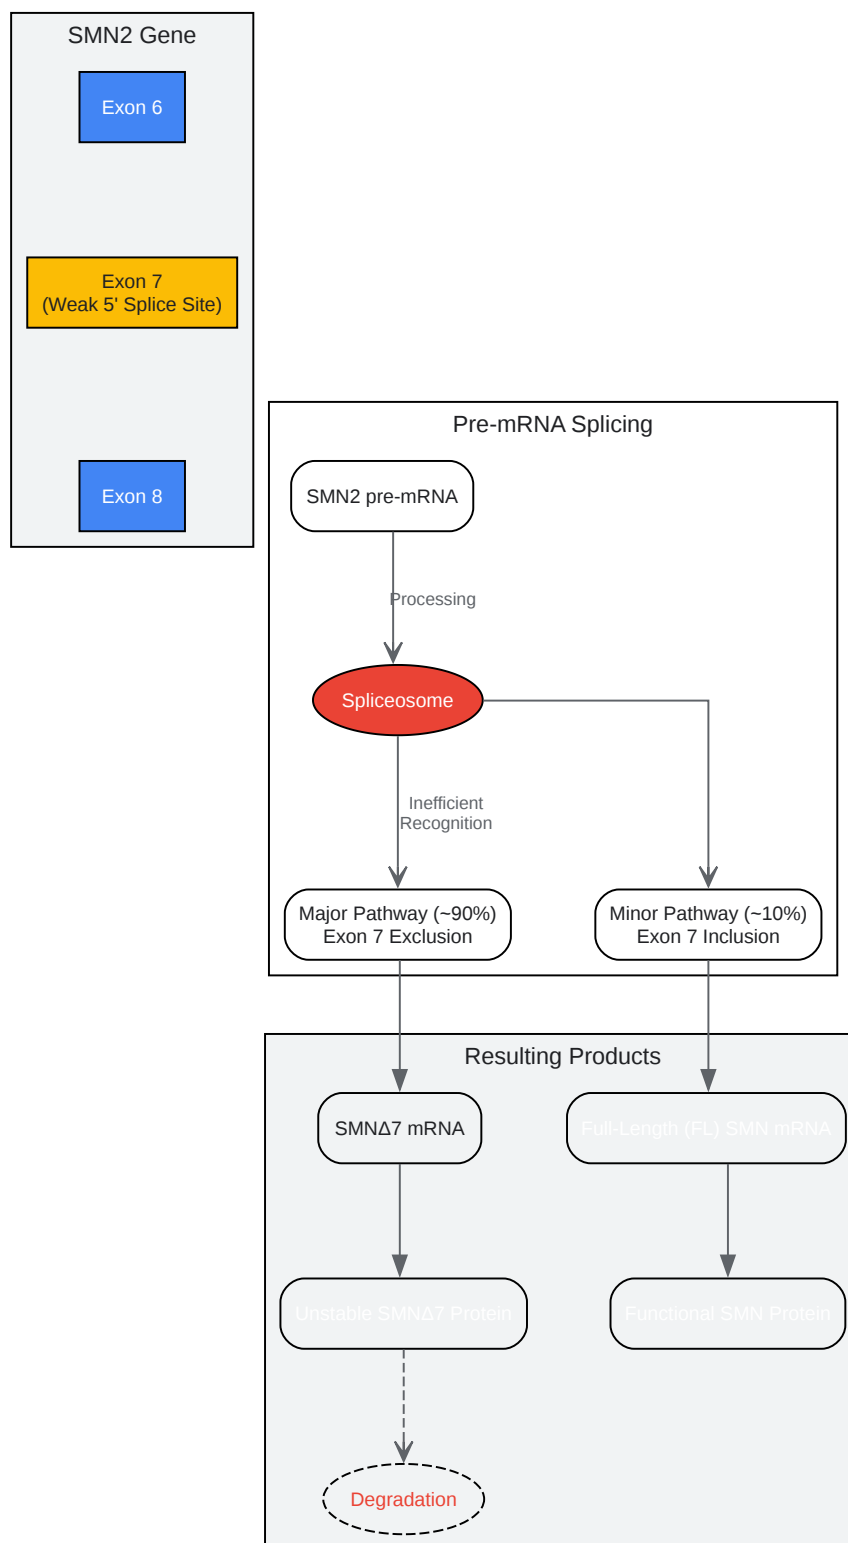 SMN2 Gene
Exon 6
Exon 7
(Weak 5' Splice Site)
Exon 8
Pre-mRNA Splicing
SMN2 pre-mRNA
Processing
Spliceosome
Inefficient
Recognition
Major Pathway (~90%)
Exon 7 Exclusion
Minor Pathway (~10%)
Exon 7 Inclusion
Resulting Products
SMNΔ7 mRNA
Full-Length (FL) SMN mRNA
Unstable SMNΔ7 Protein
Functional SMN Protein
Degradation